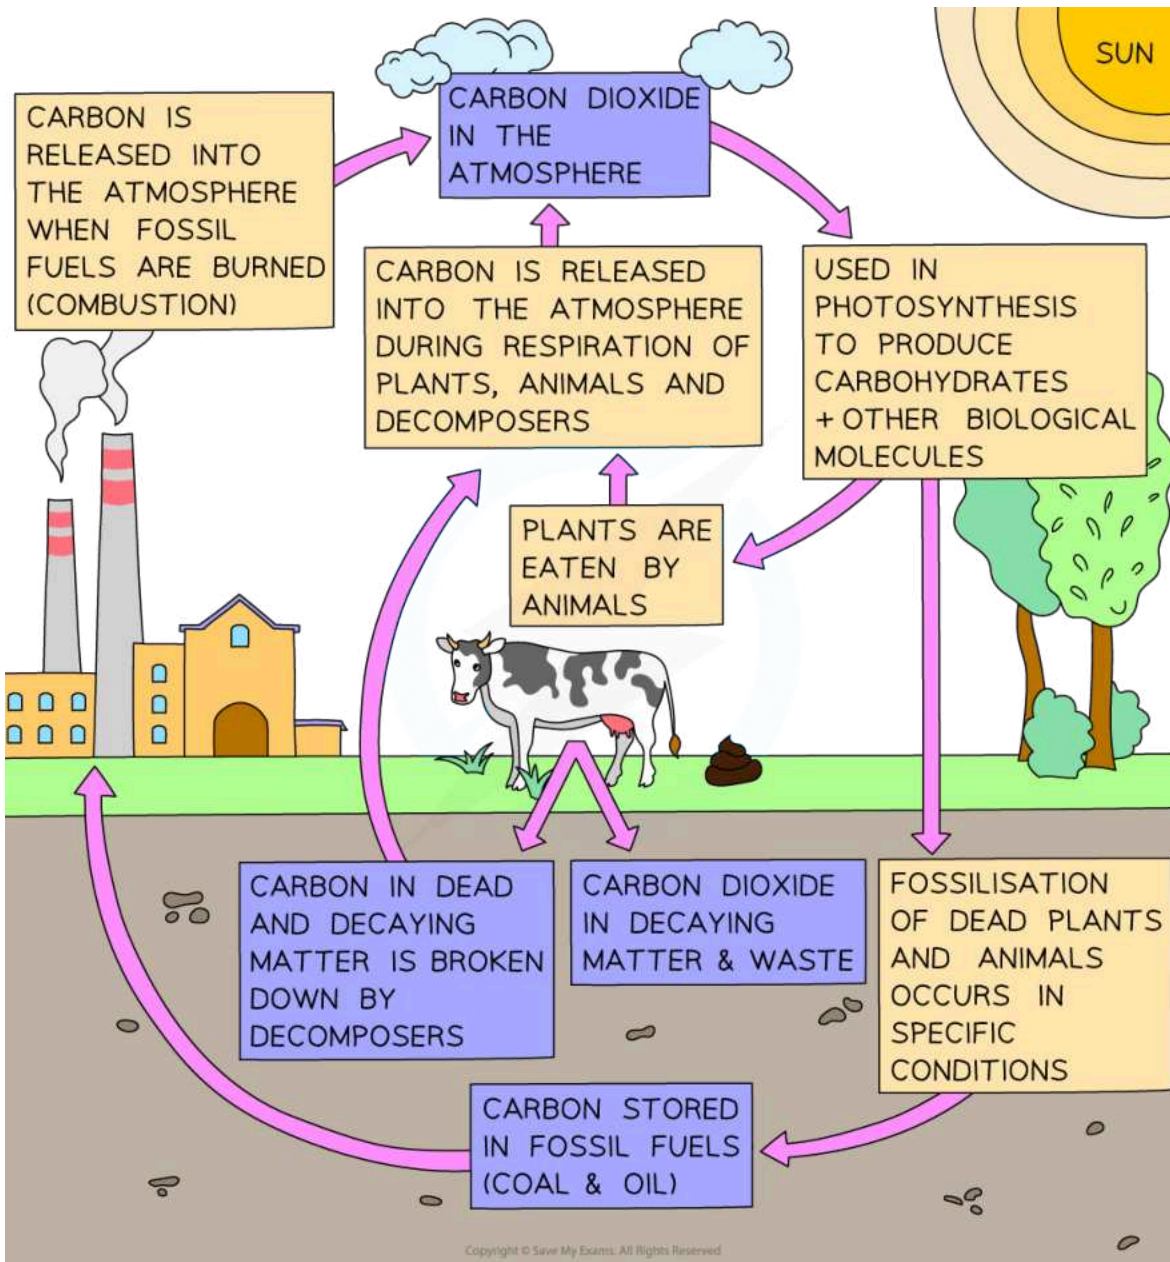 SUN
CARBON DIOXIDE
IN THE
ATMOSPHERE
CARBON IS
RELEASED INTO
THE ATMOSPHERE
WHEN FOSSIL
FUELS ARE BURNED
(COMBUSTION)
CARBON IS RELEASED
INTO THE ATMOSPHERE
DURING RESPIRATION OF
PLANTS, ANIMALS AND
DECOMPOSERS
USED IN
PHOTOSYNTHESIS
TO PRODUCE
CARBOHYDRATES
+ OTHER BIOLOGICAL
MOLECULES
PLANTS ARE
EATEN BY
ANIMALS
CARBON IN DEAD
AND DECAYING
MATTER IS BROKEN
DOWN BY
DECOMPOSERS
CARBON DIOXIDE
IN DECAYING
MATTER & WASTE
FOSSILISATION
OF DEAD PLANTS
AND ANIMALS
OCCURS IN
SPECIFIC
CONDITIONS
CARBON STORED
IN FOSSIL FUELS
(COAL & OIL)
Copyright © Save My Exams. All Rights Reserved